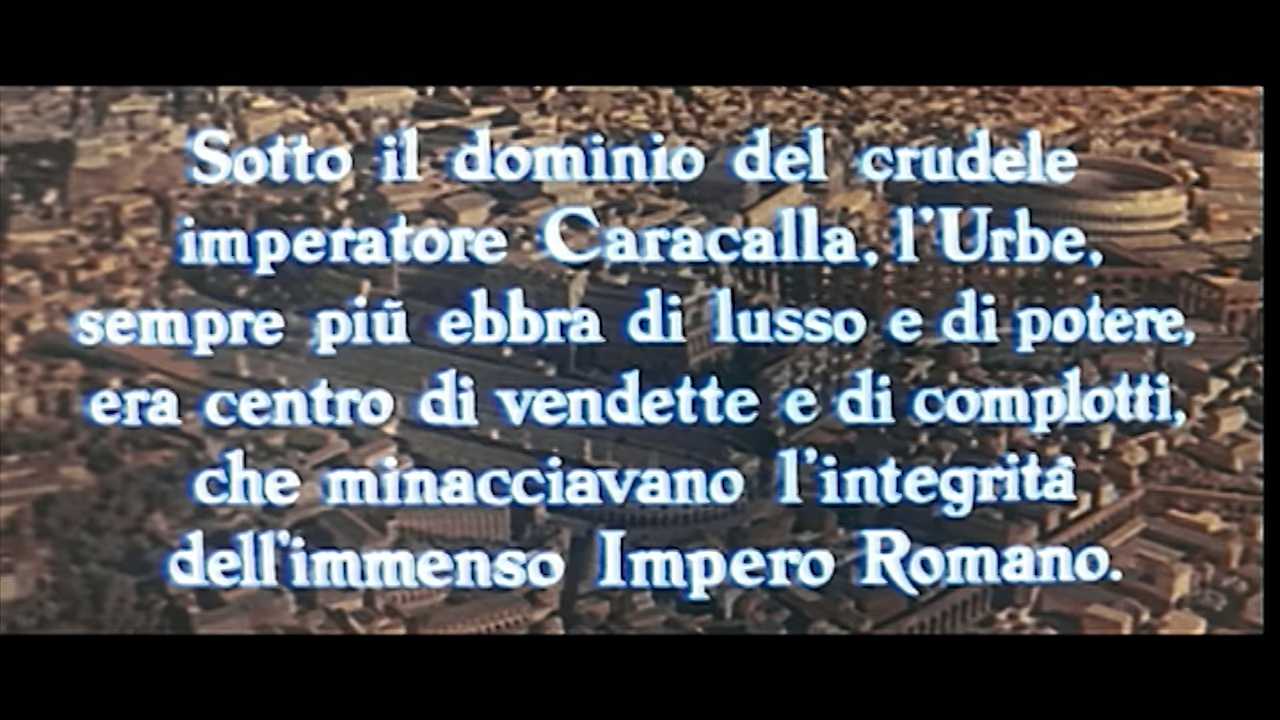 Sotto il dominio del crudele
imperatore Caracalla, l'Urbe,
sempre più ebbra di lusso e di potere,
era centro di vendette e di complotti,
che minacciavano l'integrità
dell'immenso Impero Romano.